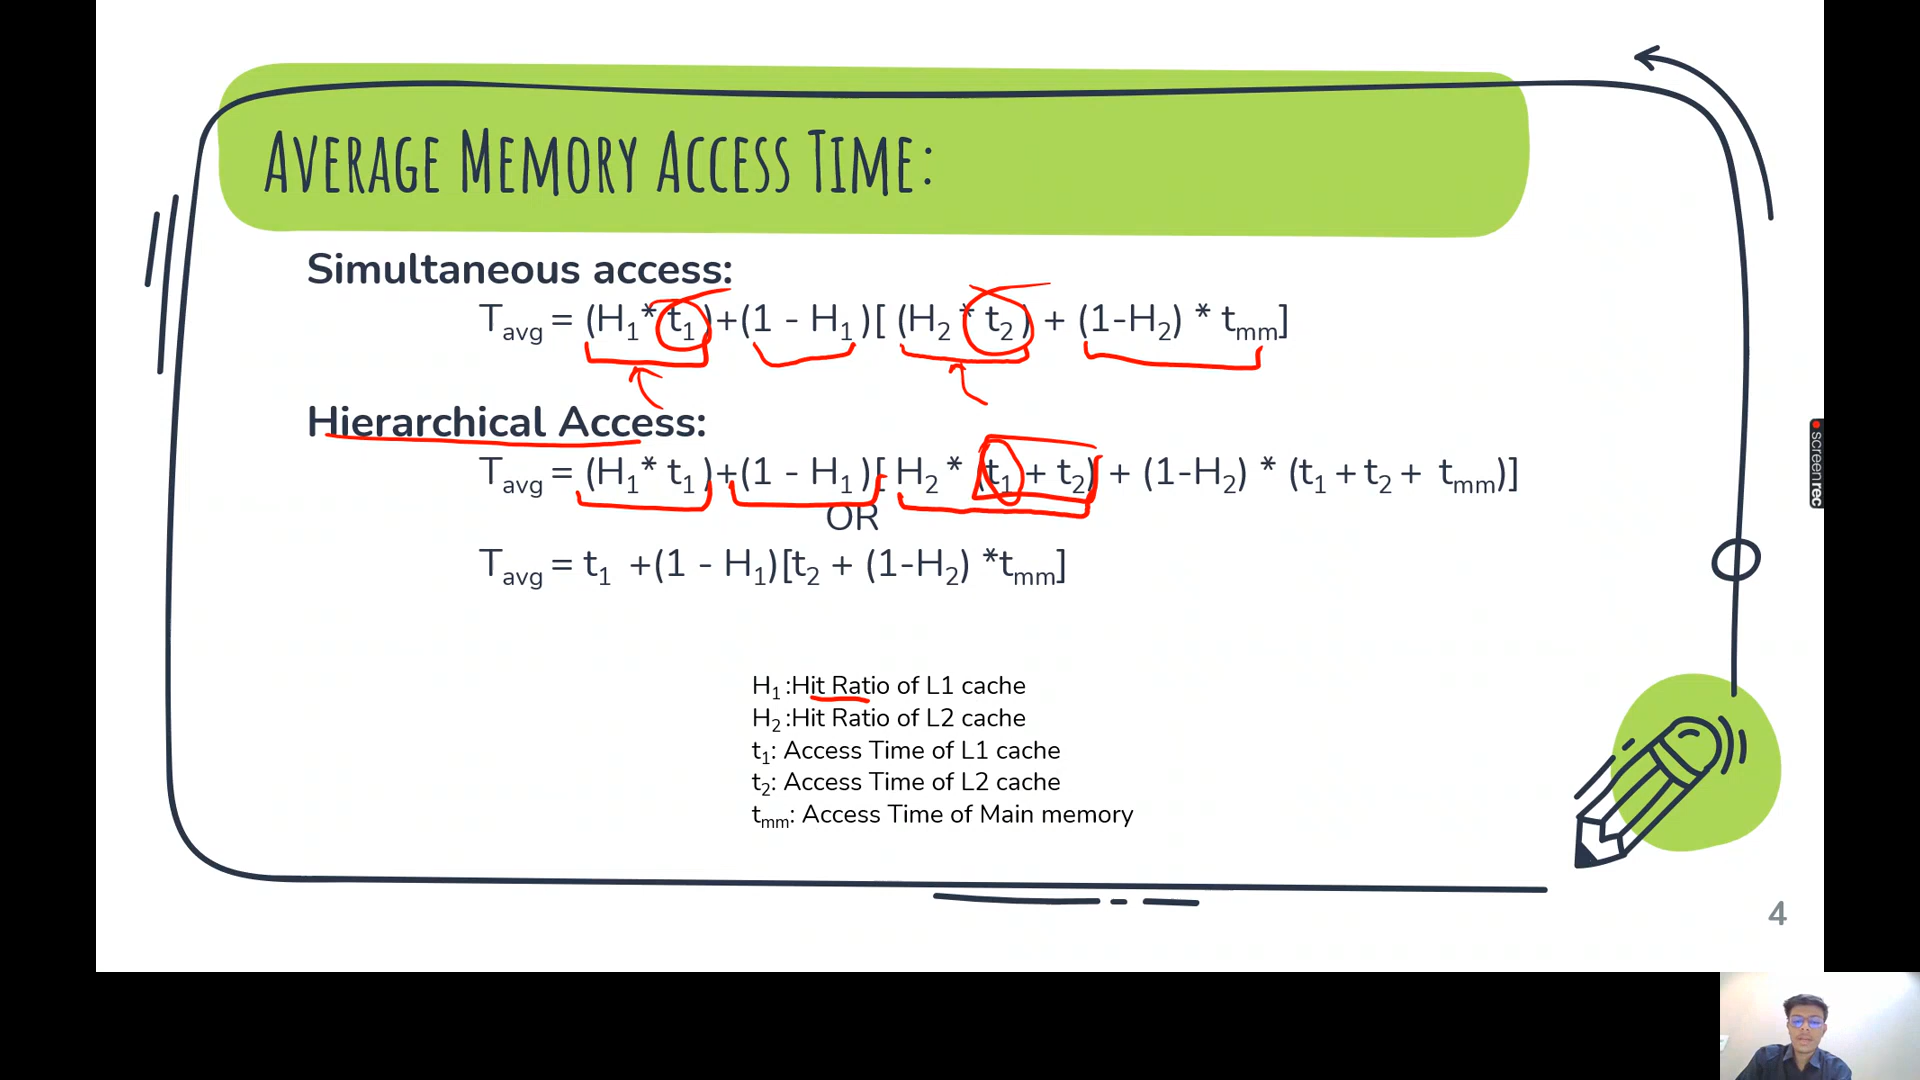 AVERAGE MEMORY ACCESS TIME:
Simultaneous access:
Tavg = (H1* t1)+(1 - H1)[ (H2 * t2) + (1-H2) * tmm]
Hierarchical Access:
Tavg = (H1* t1)+(1 - H1)[ H2 * (t1 + t2) + (1-H2) * (t1 + t2 + tmm)]
OR
Tavg = t1 +(1 - H1)[t2 + (1-H2) *tmm]
H1 :Hit Ratio of L1 cache
H2 :Hit Ratio of L2 cache
t1: Access Time of L1 cache
t2: Access Time of L2 cache
tmm: Access Time of Main memory
4
screenrec